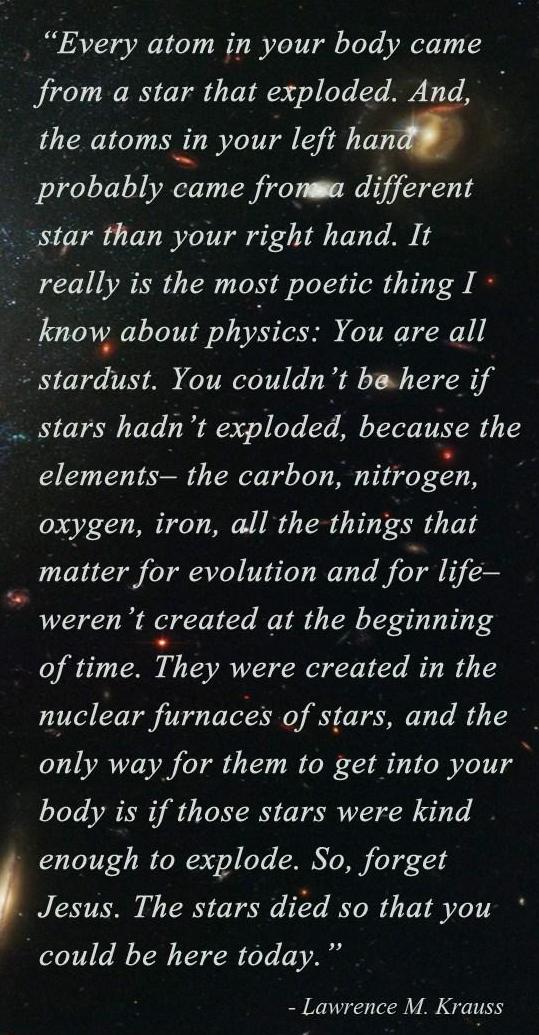 “Every atom in your body came
from a star that exploded. And,
the atoms in your left hand
probably came from a different
star than your right hand. It
really is the most poetic thing I
know about physics: You are all
stardust. You couldn’t be here if
stars hadn’t exploded, because the
elements– the carbon, nitrogen,
oxygen, iron, all the things that
matter for evolution and for life–
weren’t created at the beginning
of time. They were created in the
nuclear furnaces of stars, and the
only way for them to get into your
body is if those stars were kind
enough to explode. So, forget
Jesus. The stars died so that you
could be here today.”
- Lawrence M. Krauss